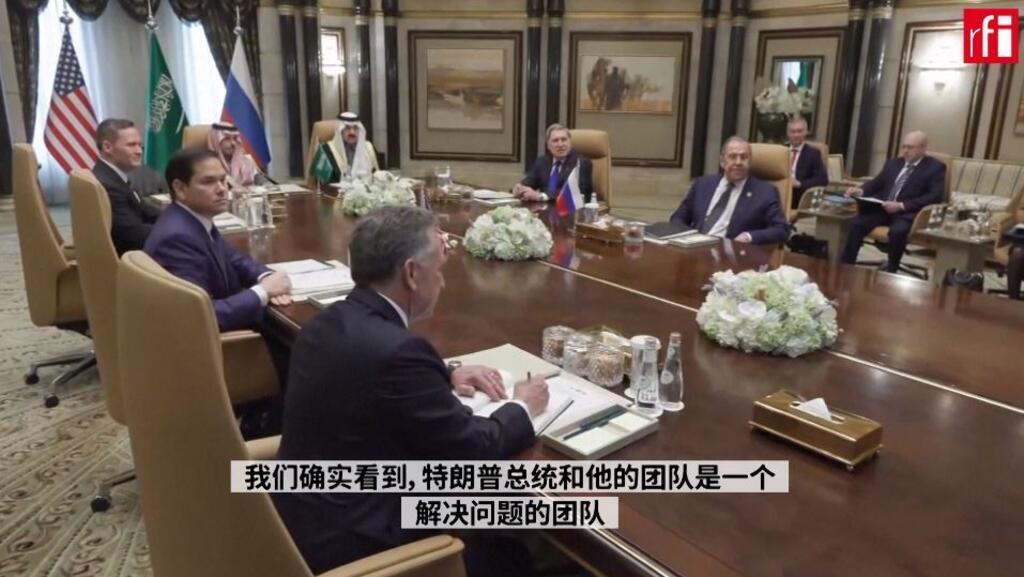 rfi
我们确实看到，特朗普总统和他的团队是一个
解决问题的团队